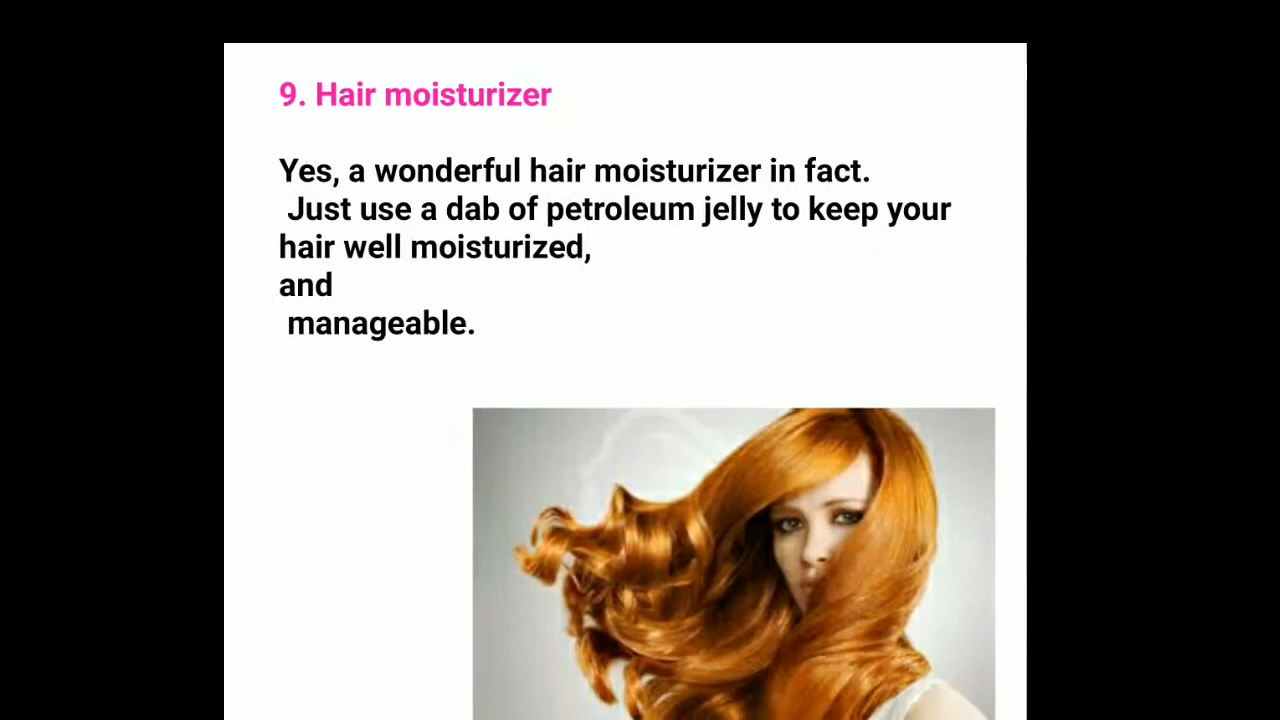 9. Hair moisturizer
Yes, a wonderful hair moisturizer in fact.
Just use a dab of petroleum jelly to keep your
hair well moisturized,
and
manageable.